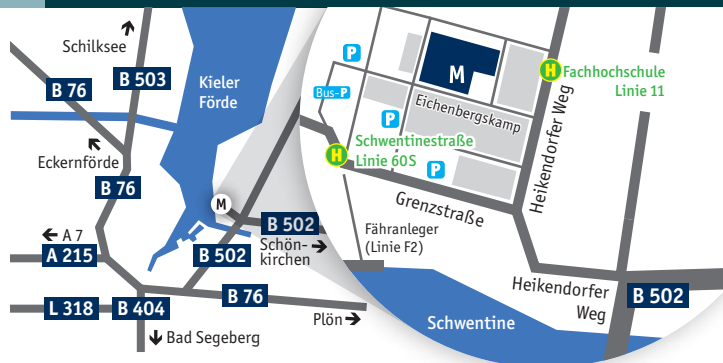 Schilksee
B 503
B 76
Kieler
Förde
Eckernförde
B 76
A 7
A 215
M
B 502
Schön-
kirchen
B 502
L 318
B 404
B 76
Plön
Bad Segeberg
P
M
H
Fachhochschule
Linie 11
Bus-P
Eichenbergskamp
P
Heikendorfer Weg
H
Schwentinestraße
Linie 60S
P
Grenzstraße
Fähranleger
(Linie F2)
Heikendorfer
Weg
B 502
Schwentine